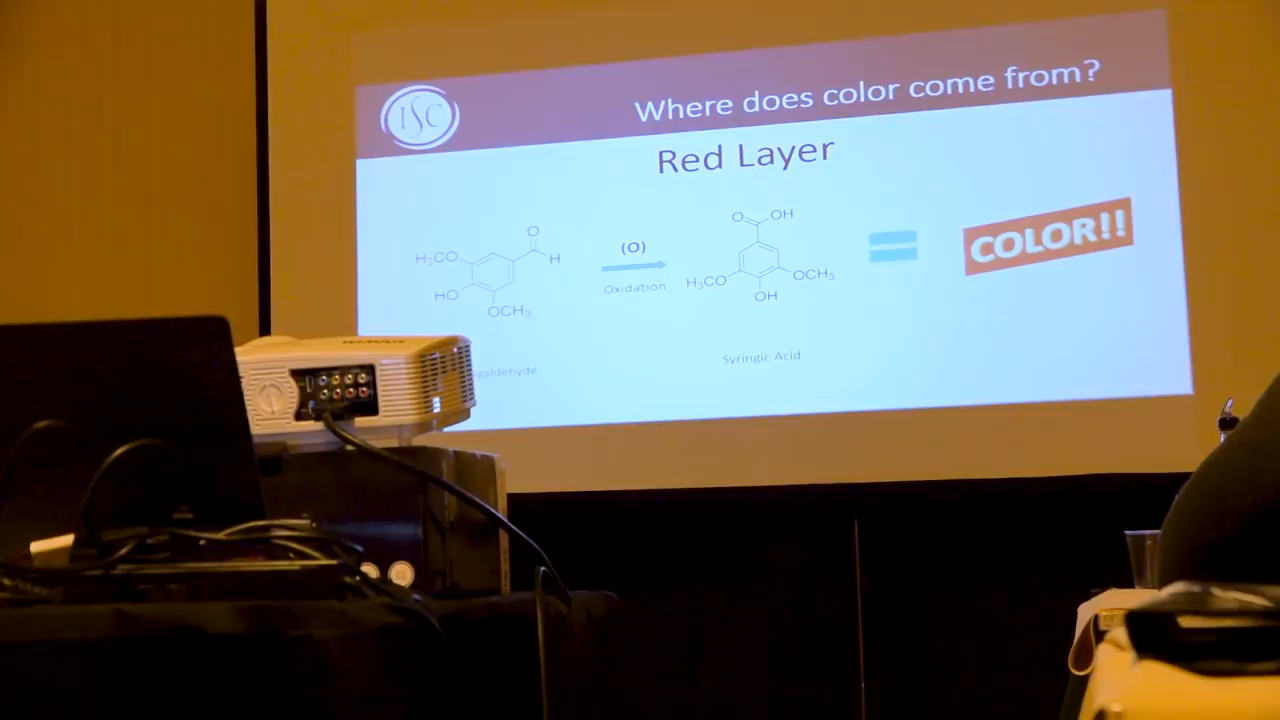 ISC
Where does color come from?
Red Layer
O
H₃CO
H
HO
OCH₃
(O)
Oxidation
O
OH
H₃CO
OCH₃
OH
COLOR!!
galdehyde
Syringic Acid